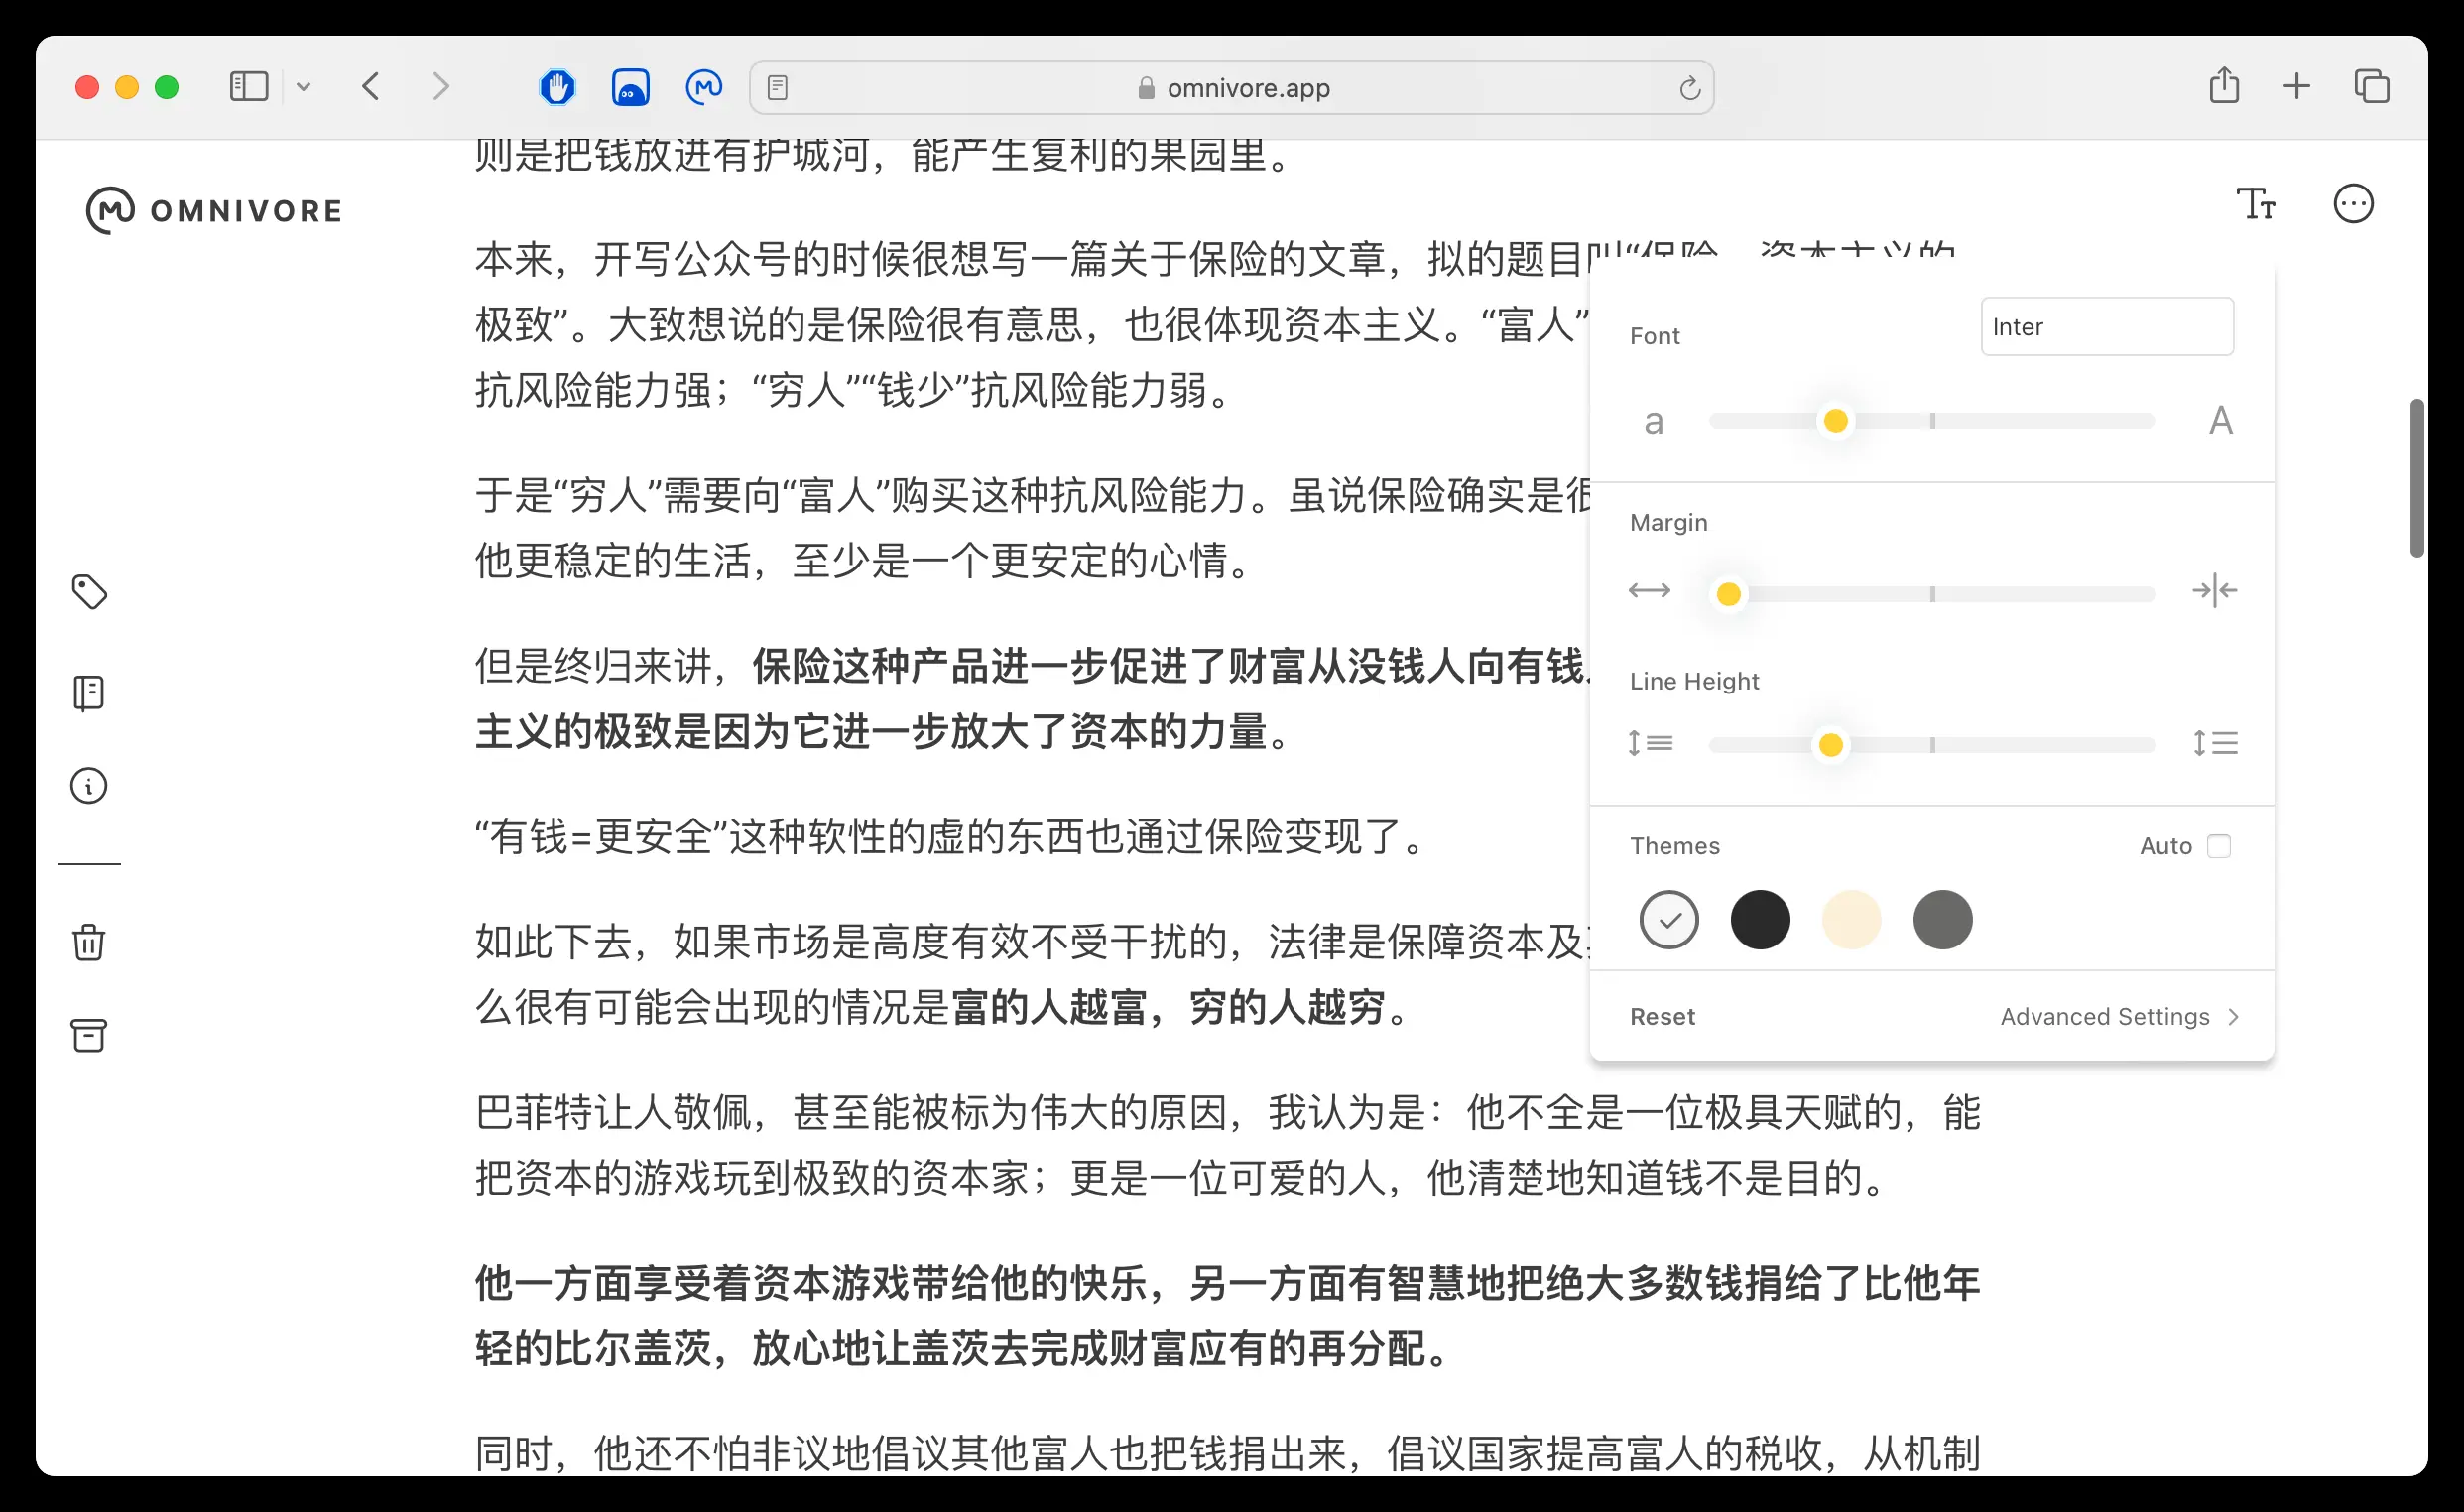 omnivore.app
则是把钱放进有护城河，能产生复利的果园里。
OMNIVORE
本来，开写公众号的时候很想写一篇关于保险的文章，拟的题目叫“保险，资本主义的
极致”。大致想说的是保险很有意思，也很体现资本主义。“富人”
抗风险能力强；“穷人”“钱少”抗风险能力弱。
于是“穷人”需要向“富人”购买这种抗风险能力。虽说保险确实是很
他更稳定的生活，至少是一个更安定的心情。
但是终归来讲，保险这种产品进一步促进了财富从没钱人向有钱
主义的极致是因为它进一步放大了资本的力量。
“有钱=更安全”这种软性的虚的东西也通过保险变现了。
如此下去，如果市场是高度有效不受干扰的，法律是保障资本及
么很有可能会出现的情况是富的人越富，穷的人越穷。
巴菲特让人敬佩，甚至能被标为伟大的原因，我认为是：他不全是一位极具天赋的，能
把资本的游戏玩到极致的资本家；更是一位可爱的人，他清楚地知道钱不是目的。
他一方面享受着资本游戏带给他的快乐，另一方面有智慧地把绝大多数钱捐给了比他年
轻的比尔盖茨，放心地让盖茨去完成财富应有的再分配。
同时，他还不怕非议地倡议其他富人也把钱捐出来，倡议国家提高富人的税收，从机制
Font
Inter
a
A
Margin
Line Height
Themes
Auto
Reset
Advanced Settings